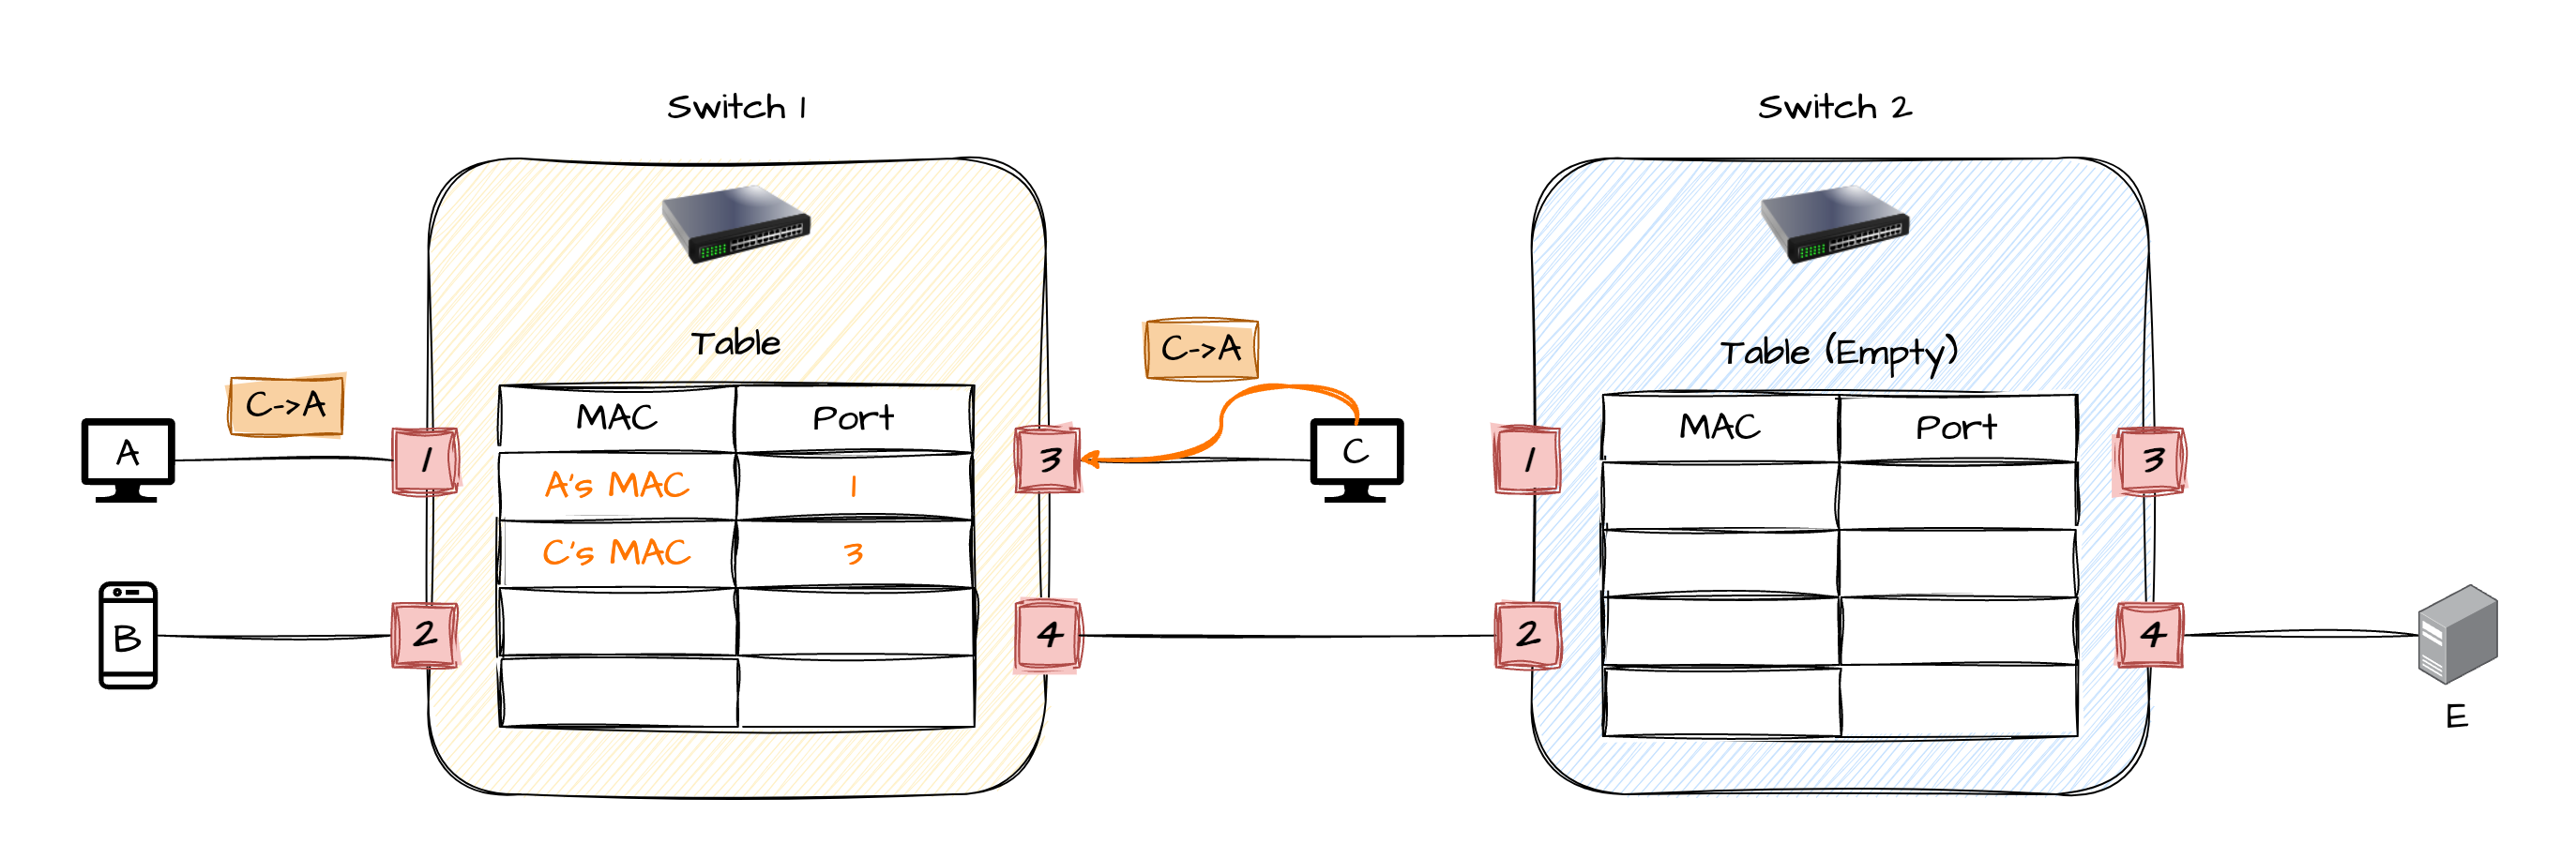 Switch 1
Switch 2
Table
Table (Empty)
C->A
C->A
MAC Port
A's MAC 1
C's MAC 3
MAC Port
A
1
3
C
1
3
B
2
4
2
4
E